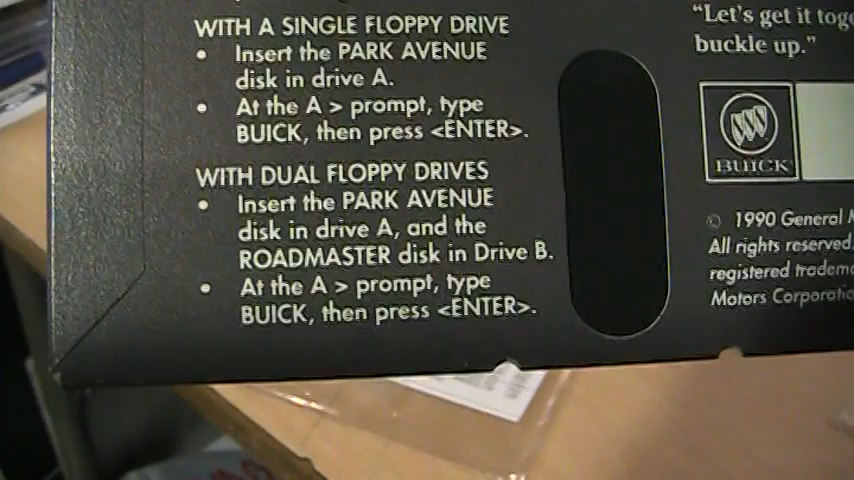 WITH A SINGLE FLOPPY DRIVE
• Insert the PARK AVENUE
disk in drive A.
• At the A > prompt, type
BUICK, then press <ENTER>.
WITH DUAL FLOPPY DRIVES
• Insert the PARK AVENUE
disk in drive A, and the
ROADMASTER disk in Drive B.
• At the A > prompt, type
BUICK, then press <ENTER>.
“Let's get it
buckle up.”
BUICK
© 1990 General
All rights reserved.
registered
Motors